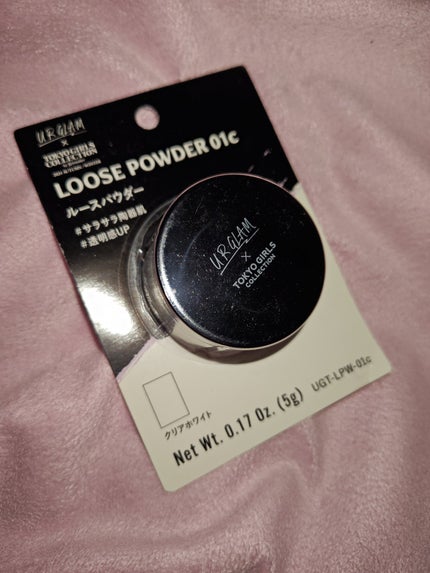 URGLAM
×
TOKYO GIRLS
COLLECTION
LOOSE POWDER 01c
ルースパウダー
#サラサラ陶器肌
#透明感UP
URGLAM
×
TOKYO GIRLS
COLLECTION
クリアホワイト
Net Wt. 0.17 Oz. (5g)
UGT-LPW-01c